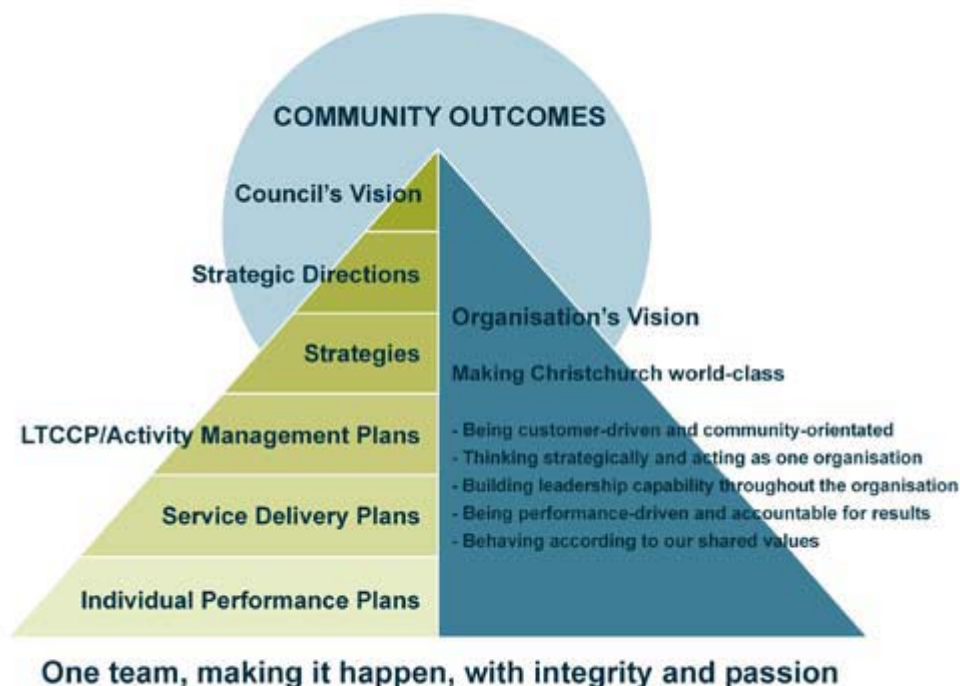 COMMUNITY OUTCOMES
Council's Vision
Strategic Directions
Strategies
LTCCP/Activity Management Plans
Service Delivery Plans
Individual Performance Plans
Organisation's Vision
Making Christchurch world-class
- Being customer-driven and community-orientated
- Thinking strategically and acting as one organisation
- Building leadership capability throughout the organisation
- Being performance-driven and accountable for results
- Behaving according to our shared values
One team, making it happen, with integrity and passion